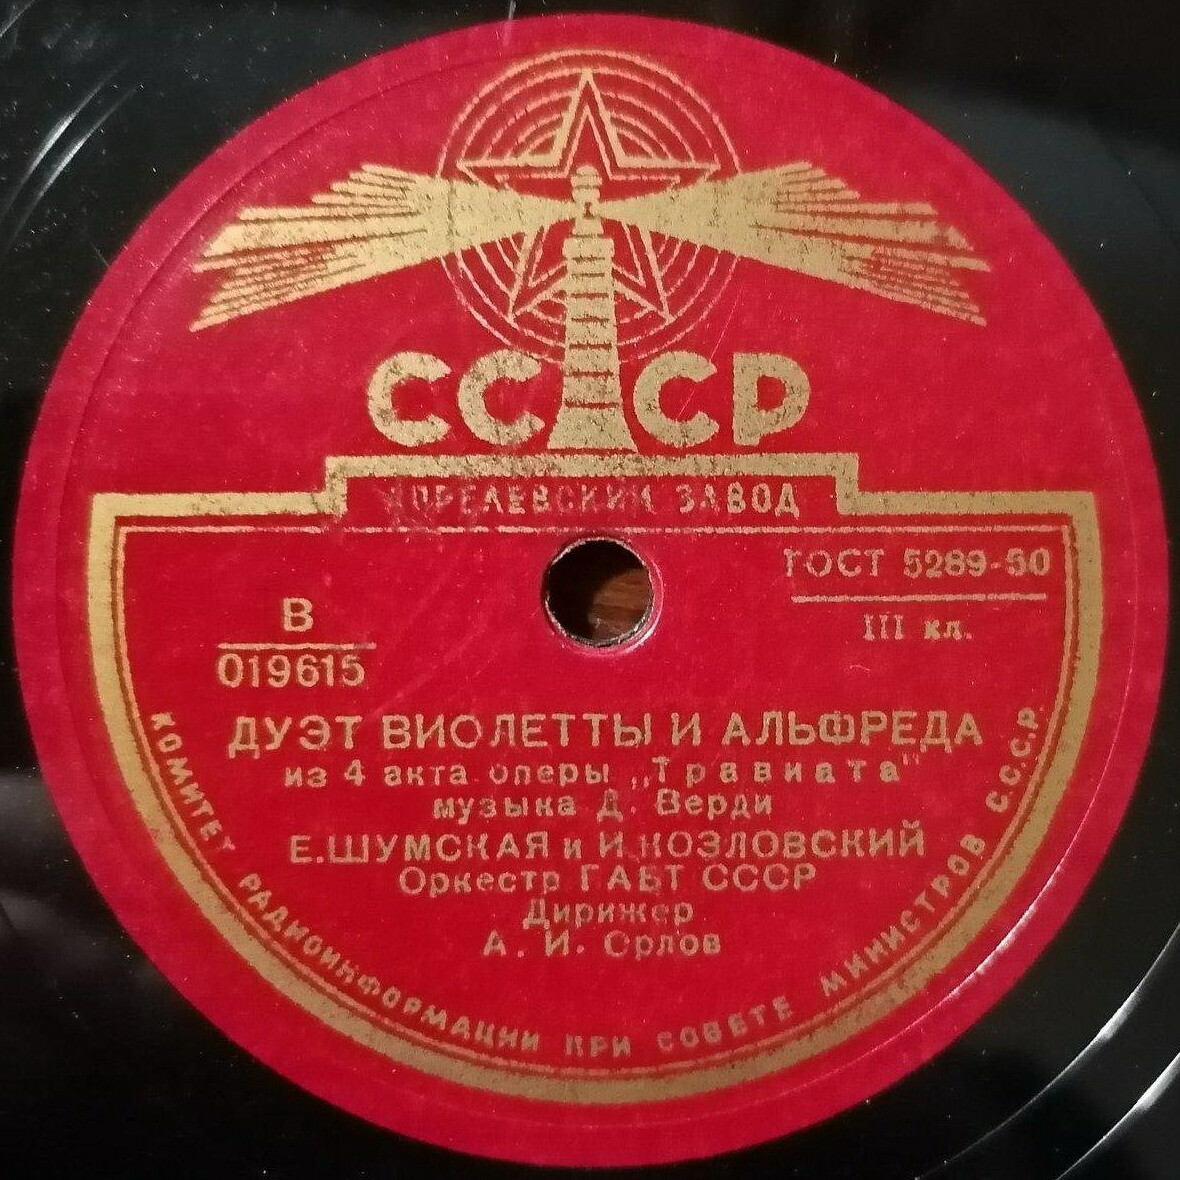 СССР
АПРЕЛЕВСКИЙ ЗАВОД
ГОСТ 5289-50
III кл.
В
019615
ДУЭТ ВИОЛЕТТЫ И АЛЬФРЕДА
из 4 акта оперы „Травиата"
музыка Д. Верди
Е. ШУМСКАЯ и И. КОЗЛОВСКИЙ
Оркестр ГАБТ СССР
Дирижер
А. И. Орлов
КОМИТЕТ РАДИОИНФОРМАЦИИ ПРИ СОВЕТЕ МИНИСТРОВ С.С.С.Р.